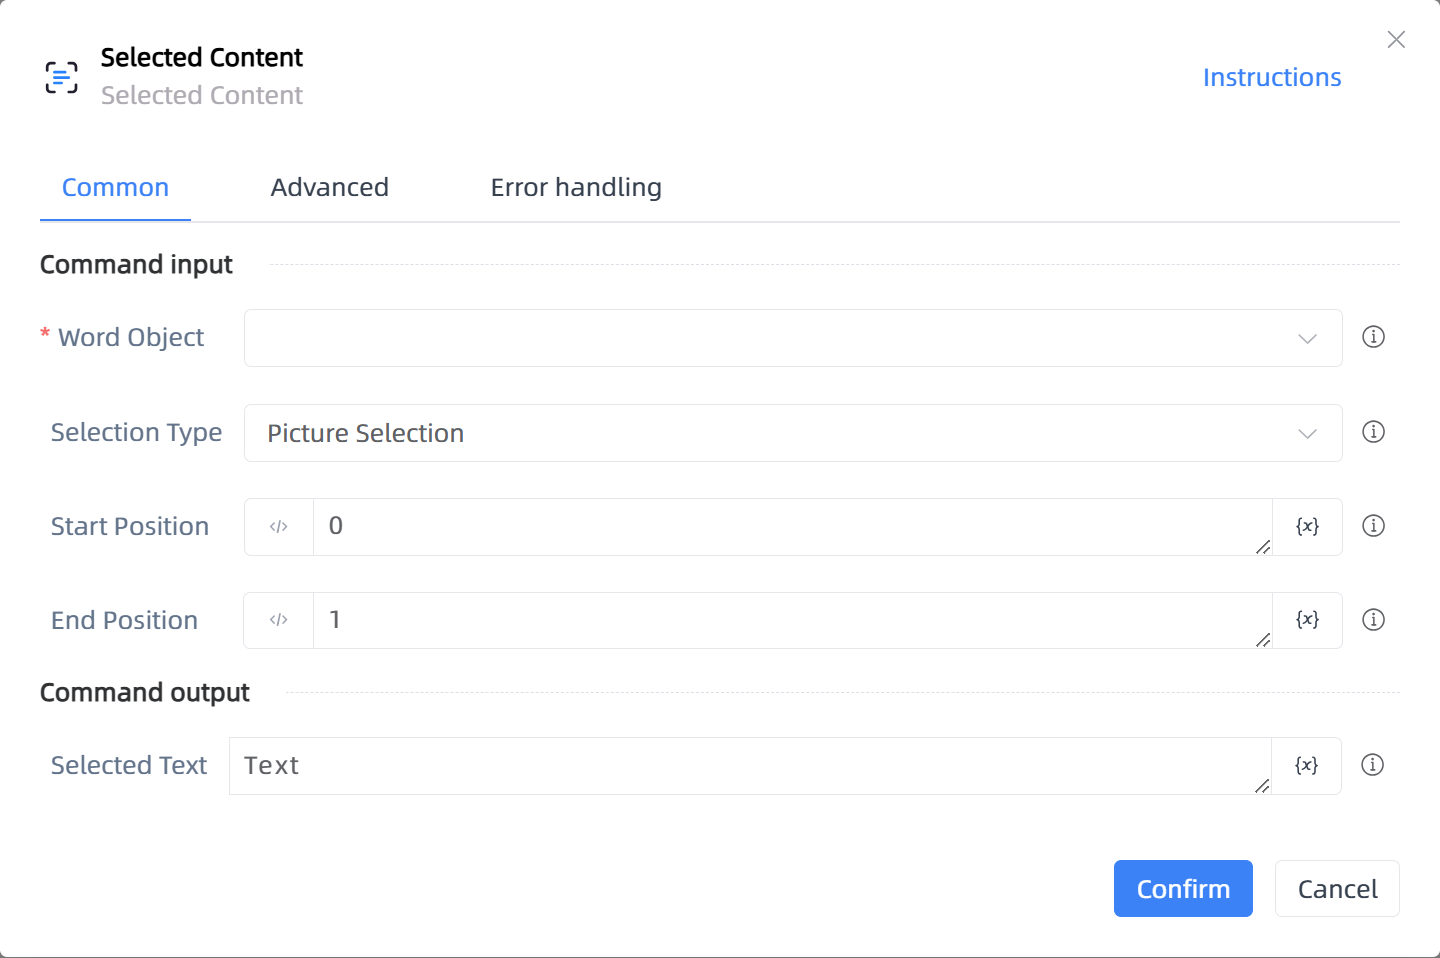 Selected Content
Selected Content
Instructions
Common Advanced Error handling
Command input
* Word Object
Selection Type Picture Selection
Start Position </> 0 {x}
End Position </> 1 {x}
Command output
Selected Text Text {x}
Confirm Cancel